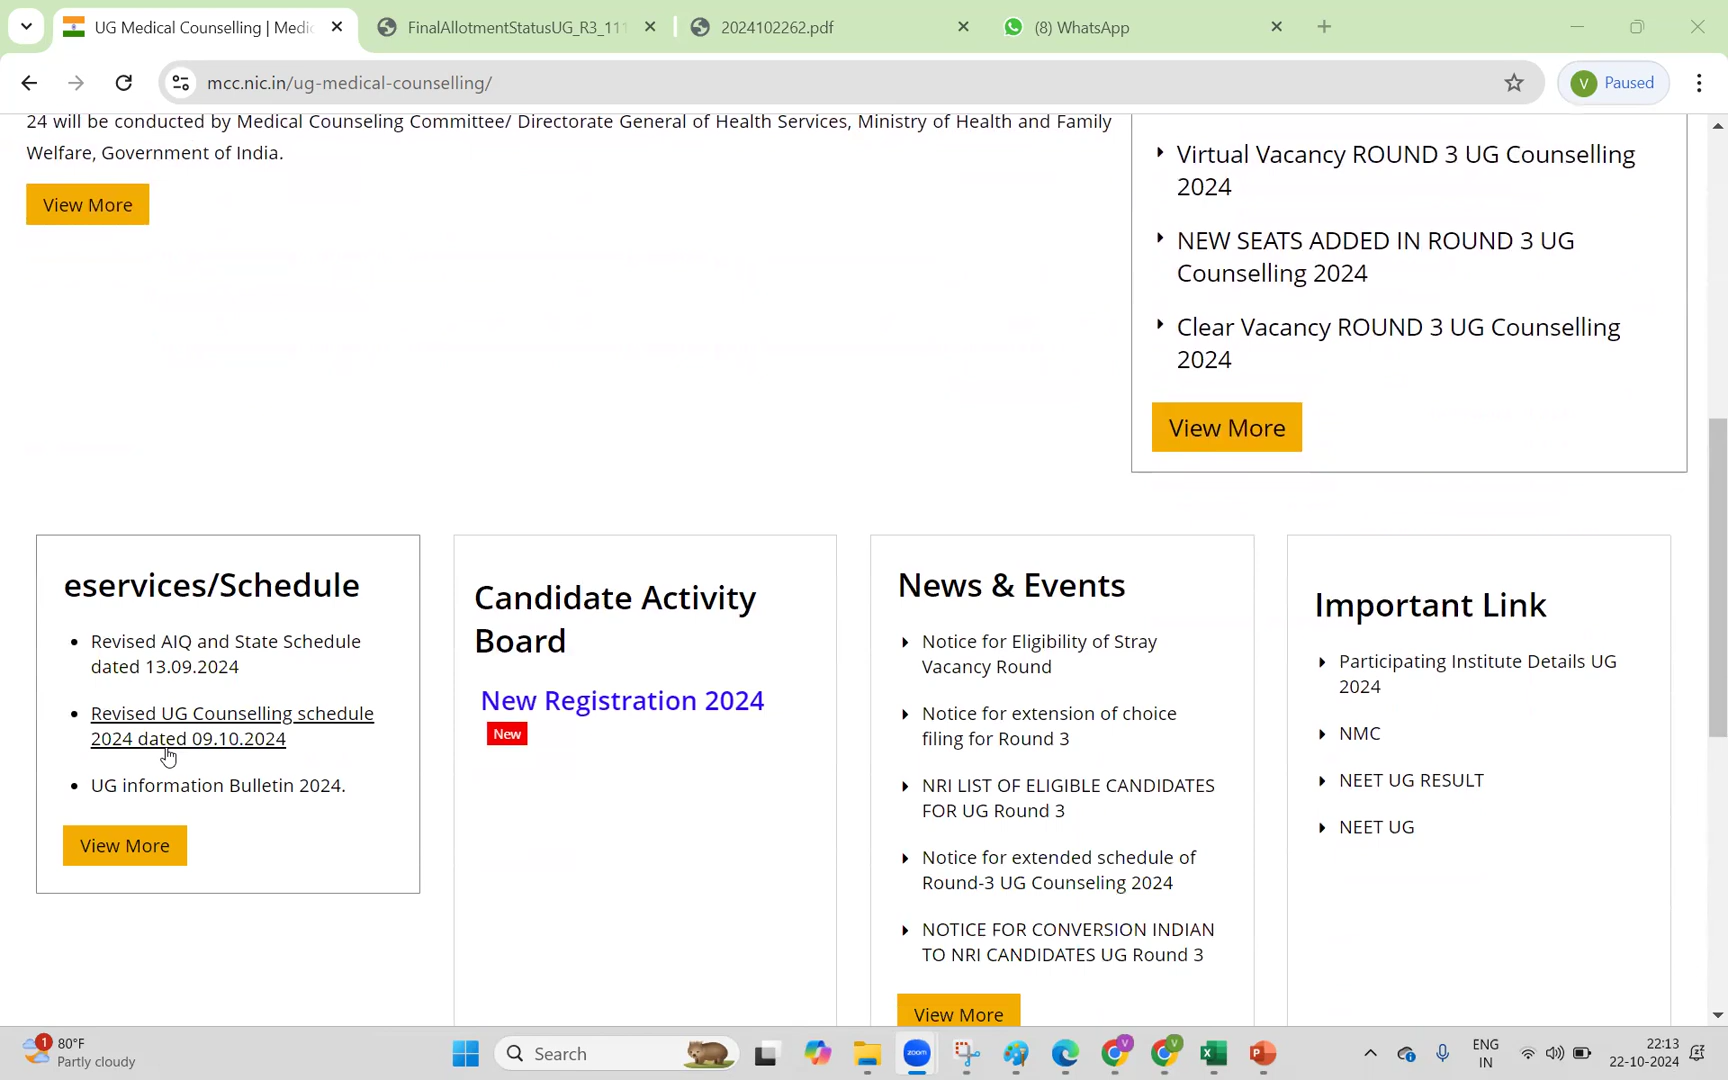 UG Medical Counselling | Medic
FinalAllotmentStatusUG_R3_111
2024102262.pdf
(8) WhatsApp
mcc.nic.in/ug-medical-counselling/
V
Paused
24 will be conducted by Medical Counseling Committee/ Directorate General of Health Services, Ministry of Health and Family
Welfare, Government of India.
View More
Virtual Vacancy ROUND 3 UG Counselling
2024
NEW SEATS ADDED IN ROUND 3 UG
Counselling 2024
Clear Vacancy ROUND 3 UG Counselling
2024
View More
eservices/Schedule
Revised AIQ and State Schedule
dated 13.09.2024
Revised UG Counselling schedule
2024 dated 09.10.2024
UG information Bulletin 2024.
View More
Candidate Activity
Board
New Registration 2024
New
News & Events
Notice for Eligibility of Stray
Vacancy Round
Notice for extension of choice
filing for Round 3
NRI LIST OF ELIGIBLE CANDIDATES
FOR UG Round 3
Notice for extended schedule of
Round-3 UG Counseling 2024
NOTICE FOR CONVERSION INDIAN
TO NRI CANDIDATES UG Round 3
View More
Important Link
Participating Institute Details UG
2024
NMC
NEET UG RESULT
NEET UG
1
80°F
Partly cloudy
Search
zoom
V
V
ENG
IN
22:13
22-10-2024